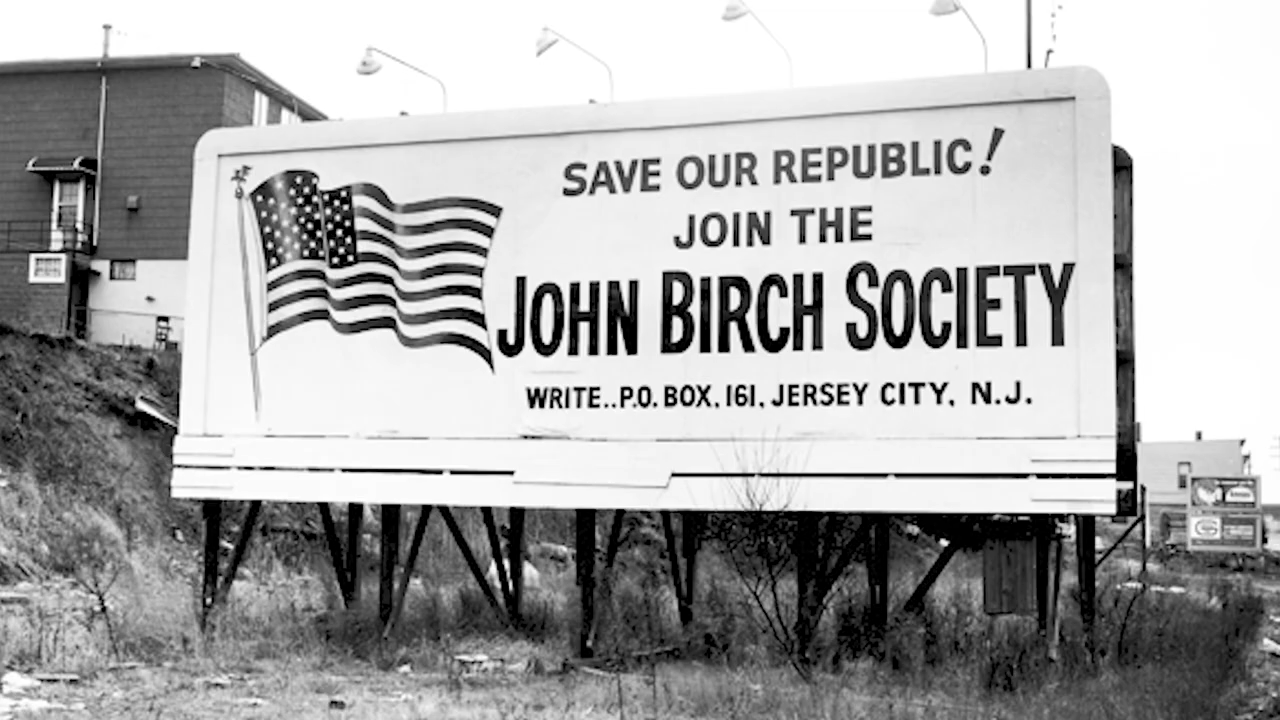 SAVE OUR REPUBLIC!
JOIN THE
JOHN BIRCH SOCIETY
WRITE..P.O. BOX, 161, JERSEY CITY, N.J.